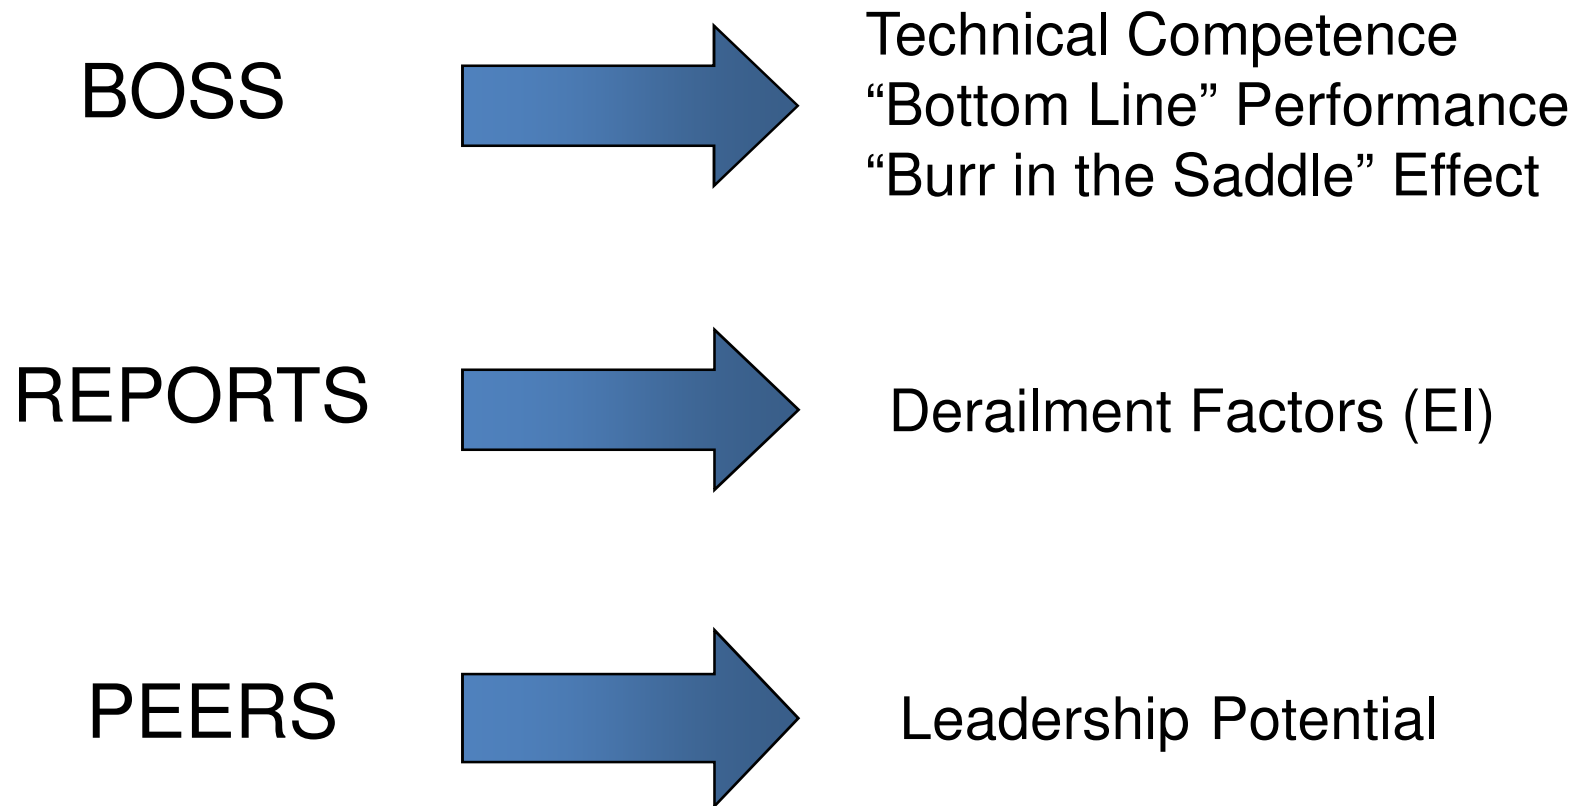 BOSS
Technical Competence
“Bottom Line” Performance
“Burr in the Saddle” Effect
REPORTS
Derailment Factors (EI)
PEERS
Leadership Potential